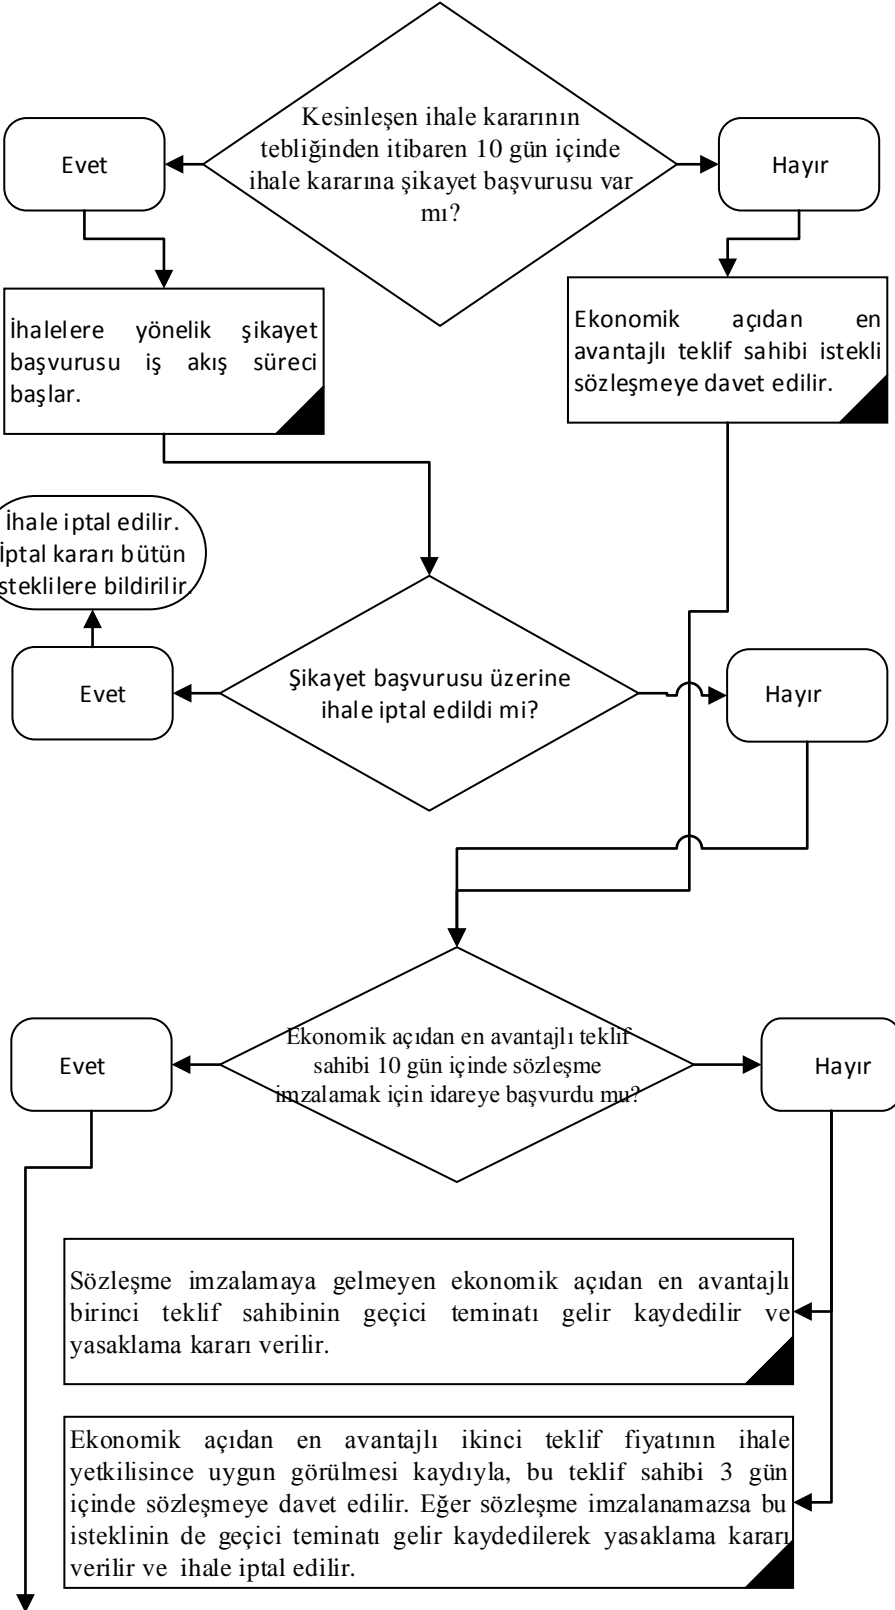 Kesinleşen ihale kararının
tebliğinden itibaren 10 gün içinde
ihale kararına şikayet başvurusu var
mı?
Evet
Hayır
İhalelere yönelik şikayet
başvurusu iş akış süreci
başlar.
Ekonomik açıdan en
avantajlı teklif sahibi istekli
sözleşmeye davet edilir.
İhale iptal edilir.
İptal kararı bütün
isteklilere bildirilir.
Evet
Şikayet başvurusu üzerine
ihale iptal edildi mi?
Hayır
Evet
Ekonomik açıdan en avantajlı teklif
sahibi 10 gün içinde sözleşme
imzalamak için idareye başvurdu mu?
Hayır
Sözleşme imzalamaya gelmeyen ekonomik açıdan en avantajlı
birinci teklif sahibinin geçici teminatı gelir kaydedilir ve
yasaklama kararı verilir.
Ekonomik açıdan en avantajlı ikinci teklif fiyatının ihale
yetkilisince uygun görülmesi kaydıyla, bu teklif sahibi 3 gün
içinde sözleşmeye davet edilir. Eğer sözleşme imzalanamazsa bu
isteklinin de geçici teminatı gelir kaydedilerek yasaklama kararı
verilir ve ihale iptal edilir.